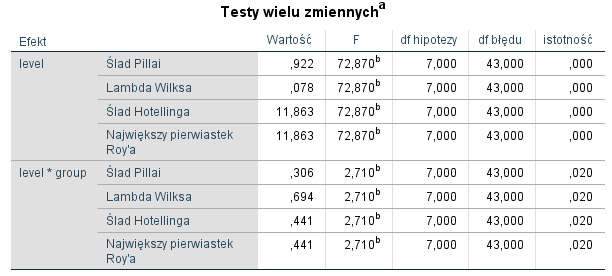 Testy wielu zmiennych^a
Efekt Wartość F df hipotezy df błędu istotność
level Ślad Pillai ,922 72,870^b 7,000 43,000 ,000
Lambda Wilksa ,078 72,870^b 7,000 43,000 ,000
Ślad Hotellinga 11,863 72,870^b 7,000 43,000 ,000
Największy pierwiastek
Roy'a 11,863 72,870^b 7,000 43,000 ,000
level * group Ślad Pillai ,306 2,710^b 7,000 43,000 ,020
Lambda Wilksa ,694 2,710^b 7,000 43,000 ,020
Ślad Hotellinga ,441 2,710^b 7,000 43,000 ,020
Największy pierwiastek
Roy'a ,441 2,710^b 7,000 43,000 ,020